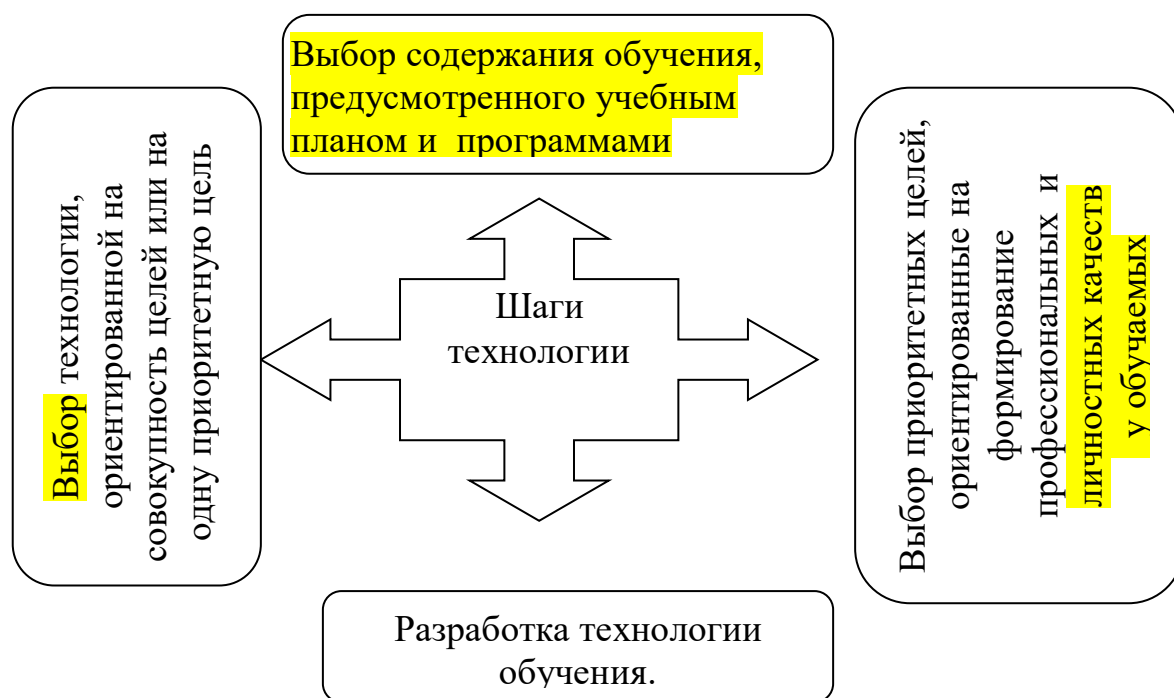 Выбор содержания обучения,
предусмотренного учебным
планом и программами
Выбор технологии,
ориентированной на
совокупность целей или на
одну приоритетную цель
Шаги
технологии
Выбор приоритетных целей,
ориентированные на
формирование
профессиональных и
личностных качеств
у обучаемых
Разработка технологии
обучения.